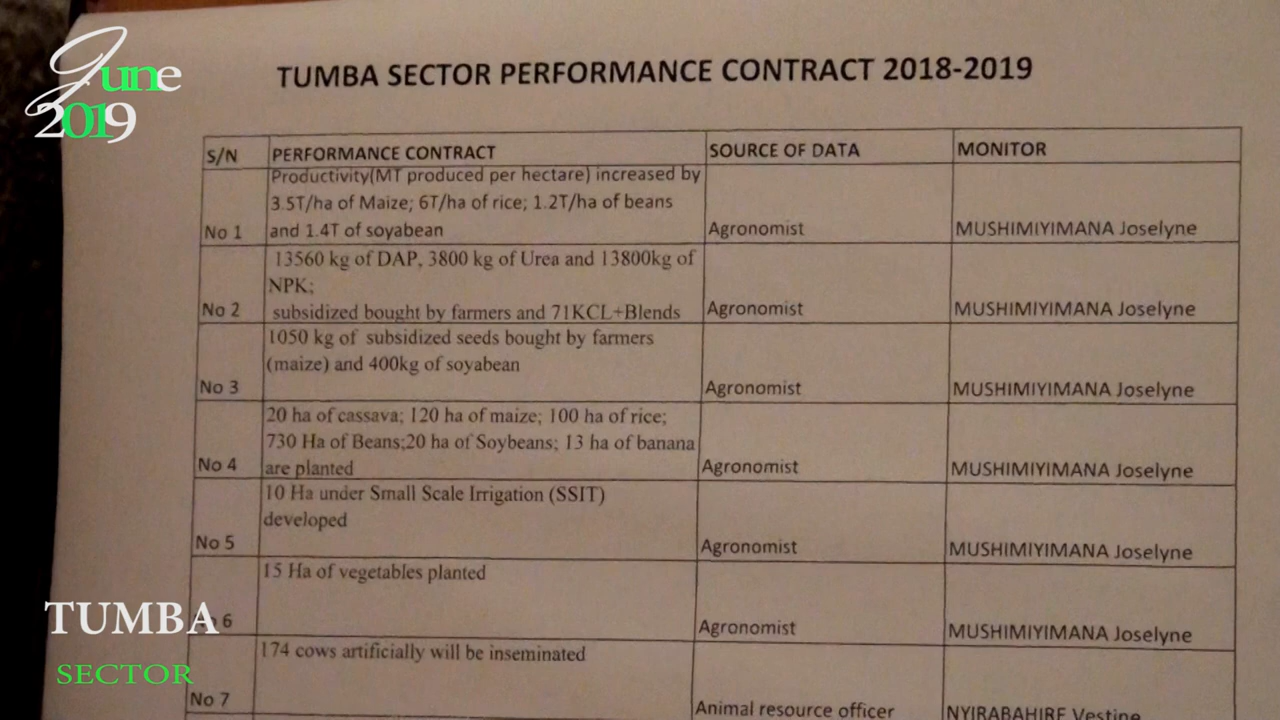 June
2019
TUMBA SECTOR PERFORMANCE CONTRACT 2018-2019
S/N PERFORMANCE CONTRACT SOURCE OF DATA MONITOR
Productivity(MT produced per hectare) increased by
3.5T/ha of Maize; 6T/ha of rice; 1.2T/ha of beans
No 1 and 1.4T of soyabean Agronomist MUSHIMIYIMANA Joselyne
13560 kg of DAP, 3800 kg of Urea and 13800kg of
NPK;
No 2 subsidized bought by farmers and 71KCL+Blends Agronomist MUSHIMIYIMANA Joselyne
1050 kg of subsidized seeds bought by farmers
(maize) and 400kg of soyabean
No 3 Agronomist MUSHIMIYIMANA Joselyne
20 ha of cassava; 120 ha of maize; 100 ha of rice;
730 Ha of Beans;20 ha of Soybeans; 13 ha of banana
No 4 are planted Agronomist MUSHIMIYIMANA Joselyne
10 Ha under Small Scale Irrigation (SSIT)
developed
No 5 Agronomist MUSHIMIYIMANA Joselyne
15 Ha of vegetables planted
No 6 Agronomist MUSHIMIYIMANA Joselyne
174 cows artificially will be inseminated
No 7 Animal resource officer NYIRABAHIRE Vestine
TUMBA
SECTOR